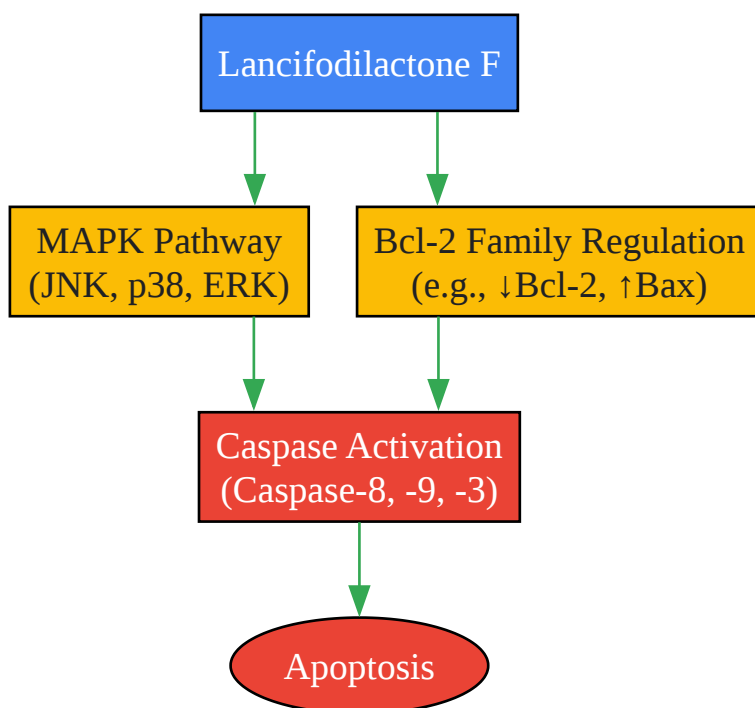 Lancifodilactone F
MAPK Pathway
(JNK, p38, ERK)
Bcl-2 Family Regulation
(e.g., ↓Bcl-2, ↑Bax)
Caspase Activation
(Caspase-8, -9, -3)
Apoptosis